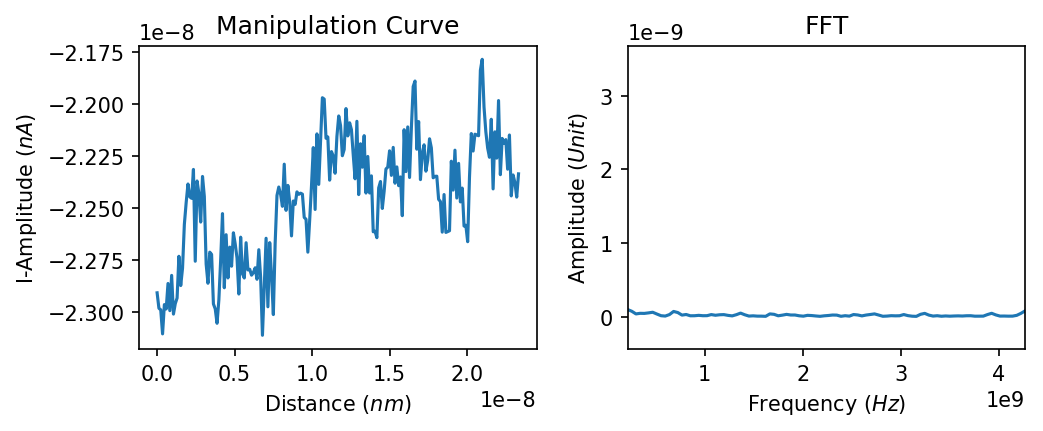 Manipulation Curve
1e−8
−2.175
−2.200
−2.225
−2.250
−2.275
−2.300
I-Amplitude (nA)
0.0 0.5 1.0 1.5 2.0
1e−8
Distance (nm)
FFT
1e−9
3
2
1
0
Amplitude (Unit)
1 2 3 4
1e9
Frequency (Hz)